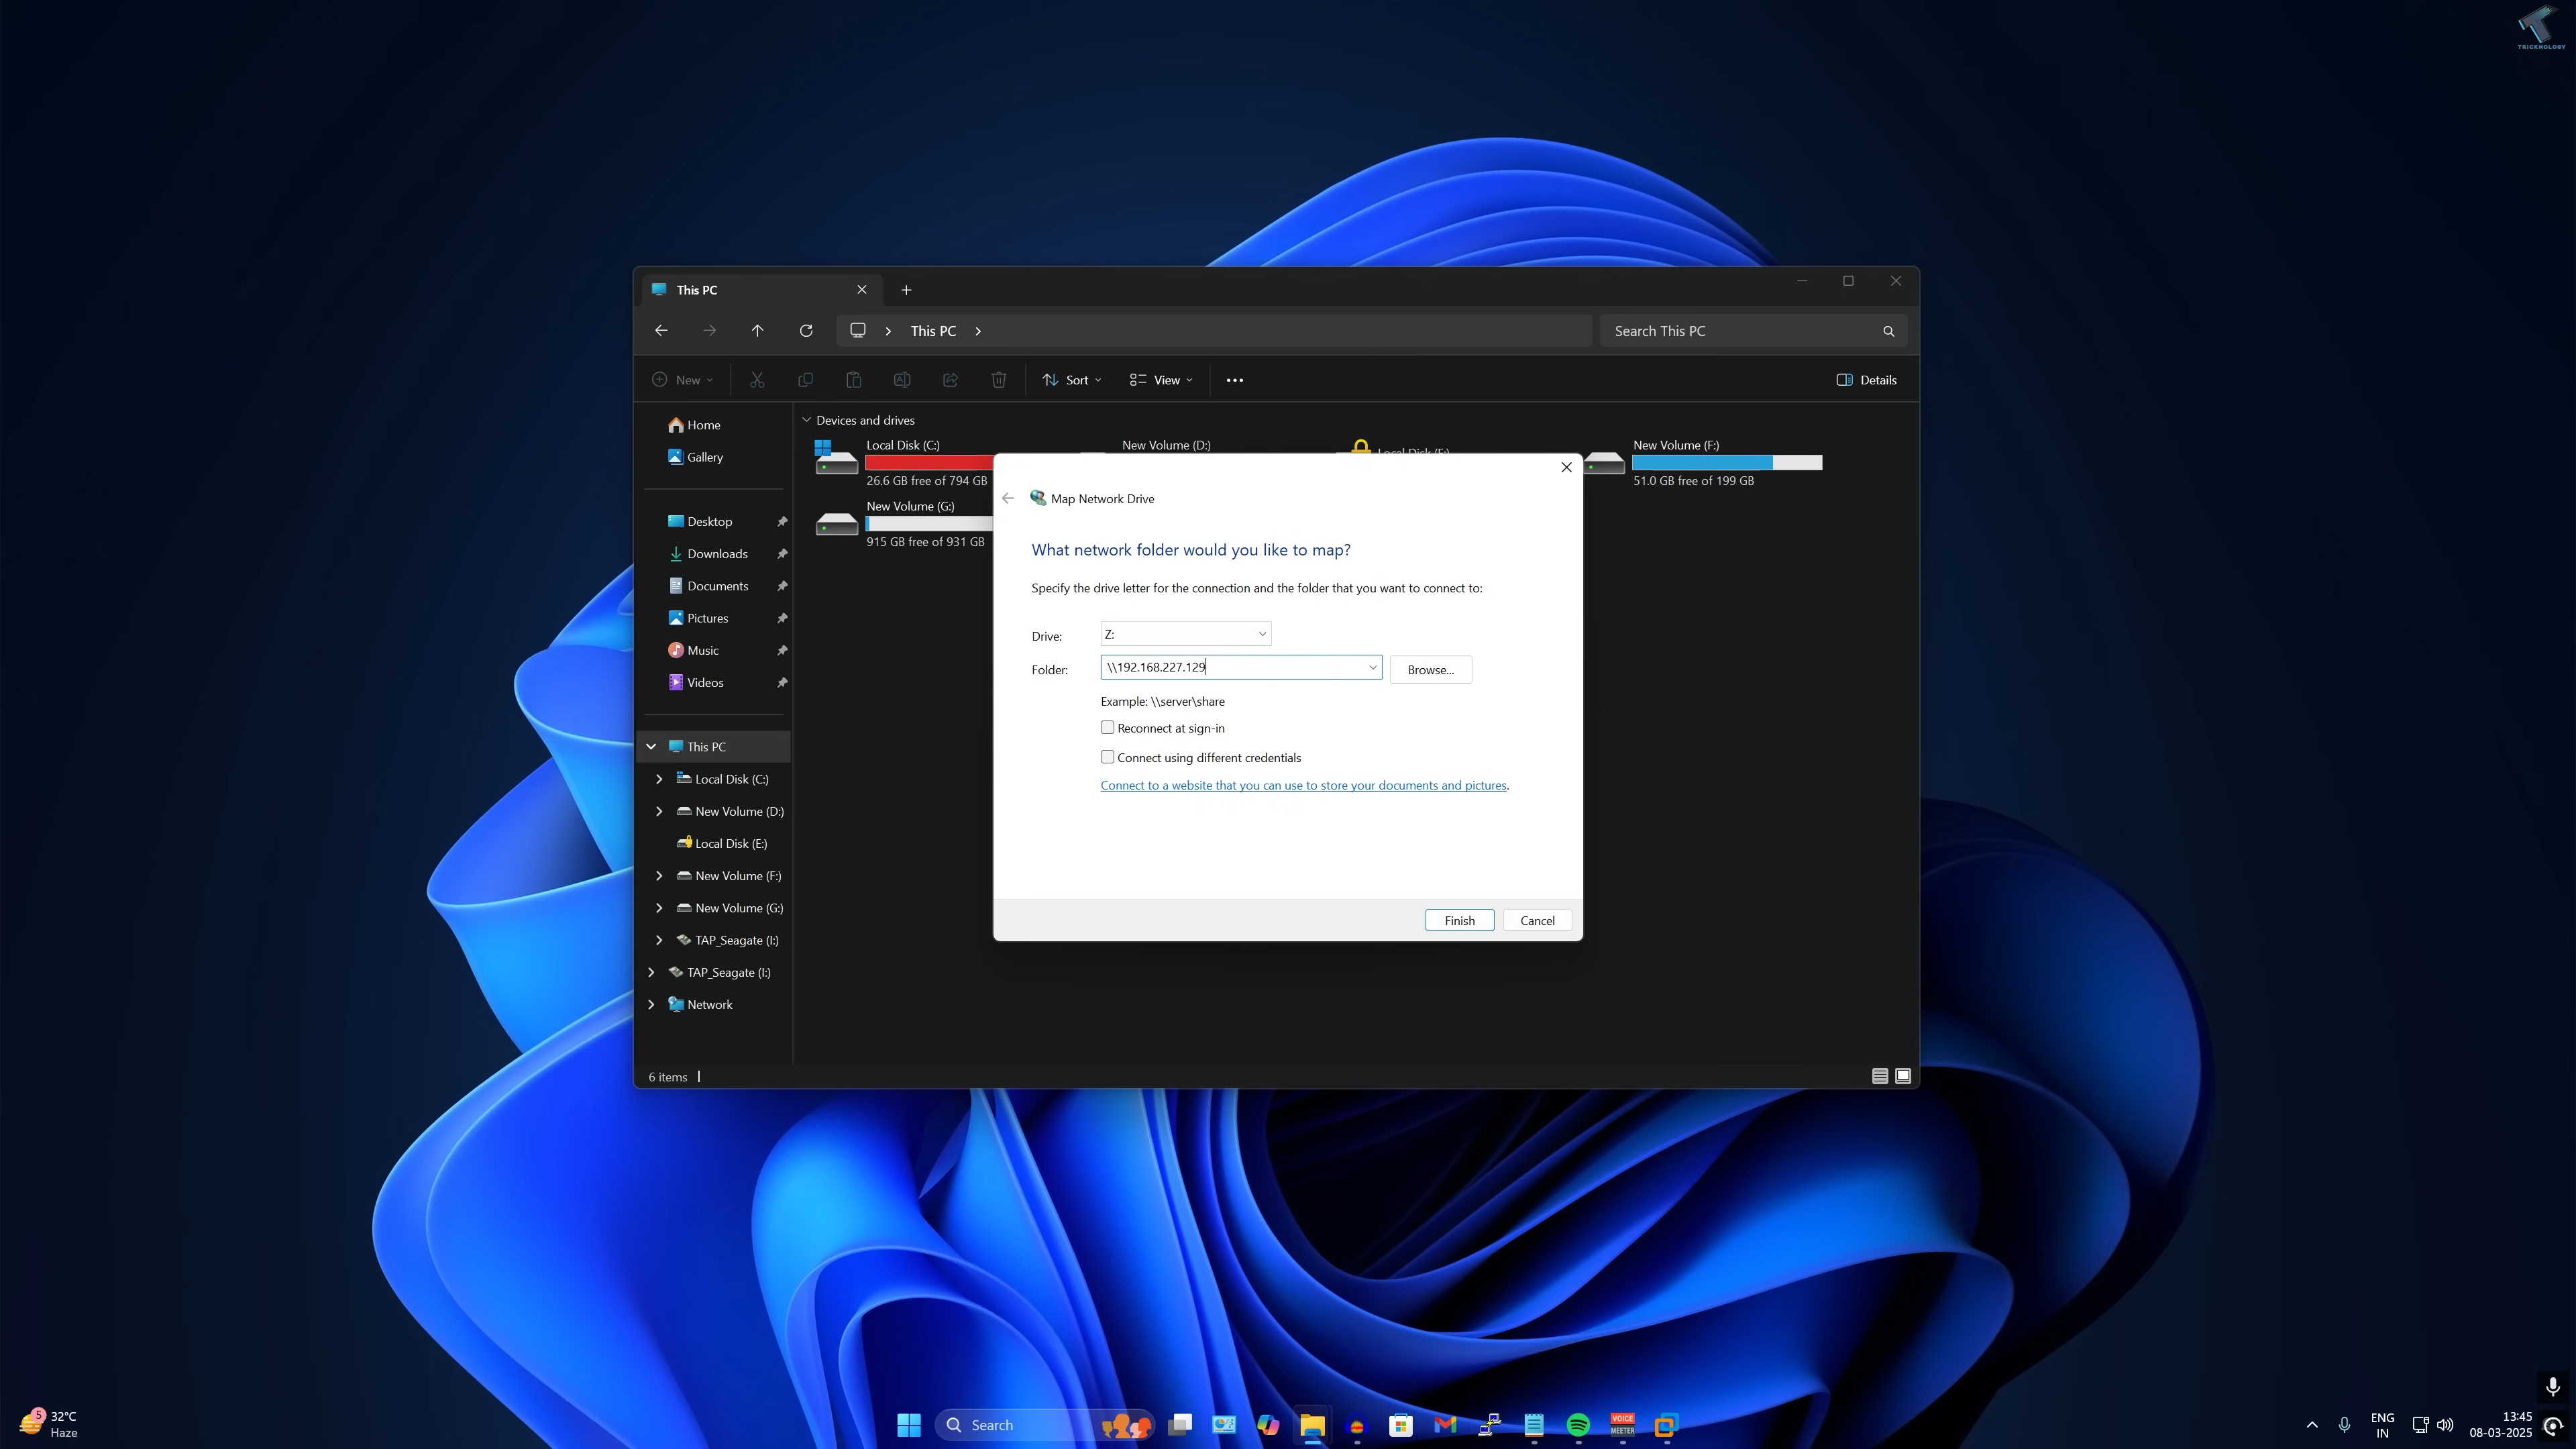 TRICKNOLOGY
This PC
This PC
Search This PC
New
Sort
View
Details
Home
Gallery
Desktop
Downloads
Documents
Pictures
Music
Videos
This PC
Local Disk (C:)
New Volume (D:)
Local Disk (E:)
New Volume (F:)
New Volume (G:)
TAP_Seagate (I:)
TAP_Seagate (I:)
Network
6 items
Devices and drives
Local Disk (C:)
26.6 GB free of 794 GB
New Volume (D:)
New Volume (F:)
51.0 GB free of 199 GB
New Volume (G:)
915 GB free of 931 GB
Map Network Drive
What network folder would you like to map?
Specify the drive letter for the connection and the folder that you want to connect to:
Drive: Z:
Folder: \\192.168.227.129
Browse...
Example: \\server\share
Reconnect at sign-in
Connect using different credentials
Connect to a website that you can use to store your documents and pictures.
Finish
Cancel
5
32°C
Haze
Search
VOICE
MEETER
ENG
IN
13:45
08-03-2025